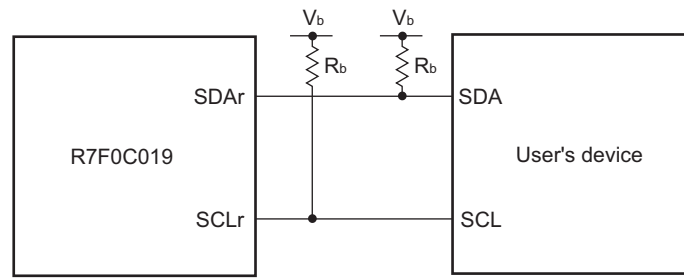 Vb Vb
Rb Rb
SDAr SDA
R7F0C019 User's device
SCLr SCL